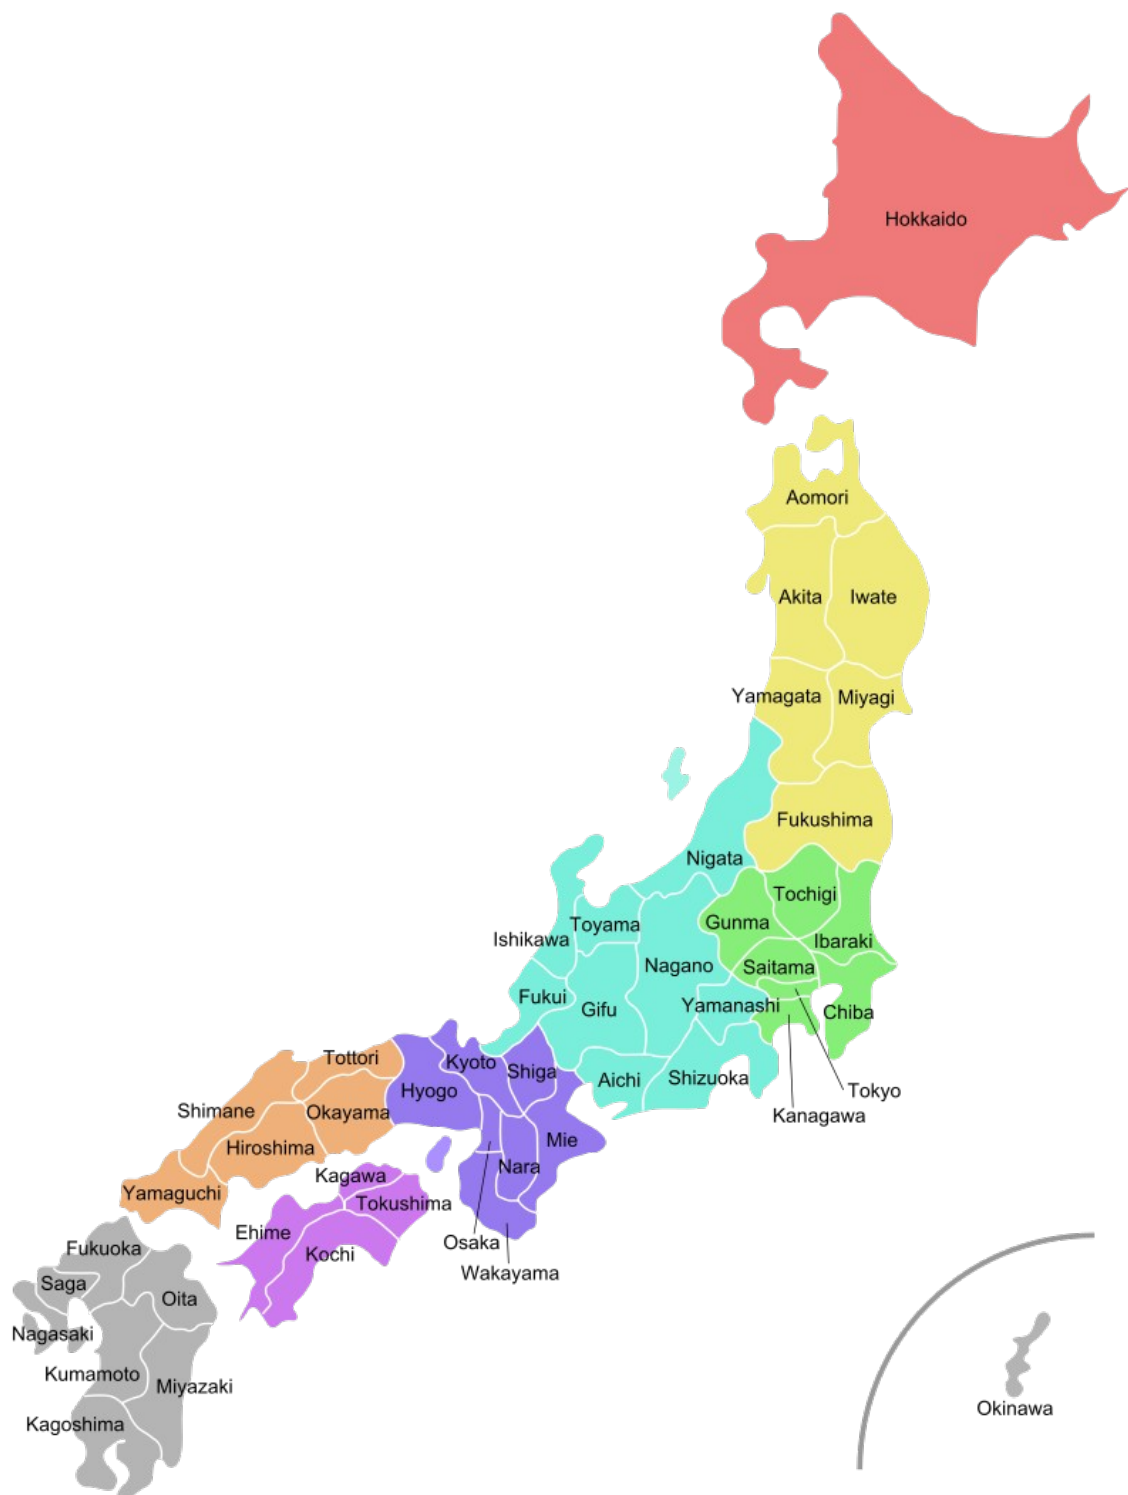 Hokkaido
Aomori
Akita
Iwate
Yamagata
Miyagi
Fukushima
Nigata
Tochigi
Gunma
Toyama
Ishikawa
Ibaraki
Nagano
Saitama
Fukui
Yamanashi
Gifu
Chiba
Tottori
Kyoto
Shiga
Aichi
Shizuoka
Hyogo
Tokyo
Shimane
Okayama
Kanagawa
Hiroshima
Mie
Nara
Kagawa
Yamaguchi
Tokushima
Ehime
Osaka
Fukuoka
Kochi
Wakayama
Saga
Oita
Nagasaki
Kumamoto
Miyazaki
Okinawa
Kagoshima